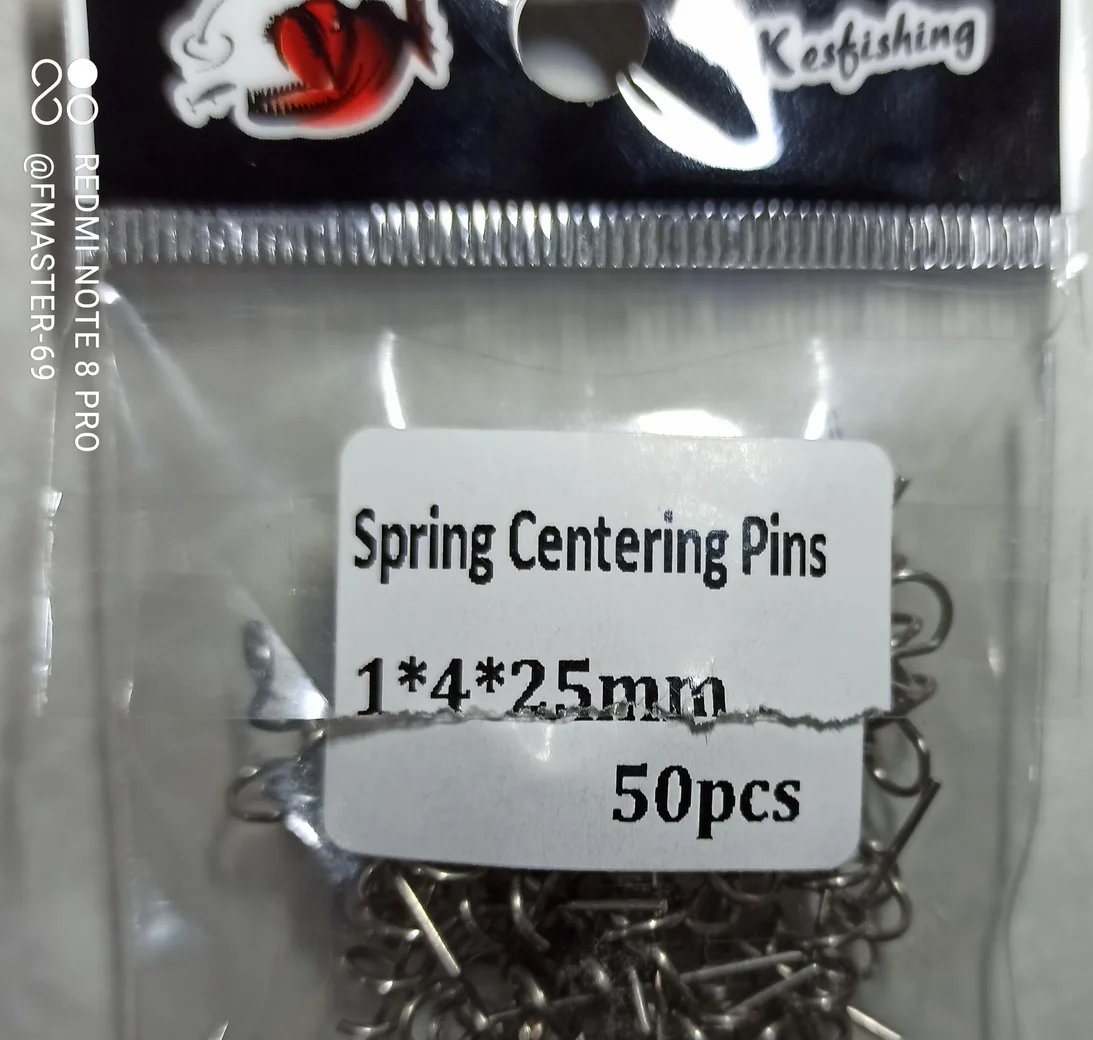 Kesfishing
Spring Centering Pins
1*4*25mm
50pcs
REDMI NOTE 8 PRO
@FMASTER-69